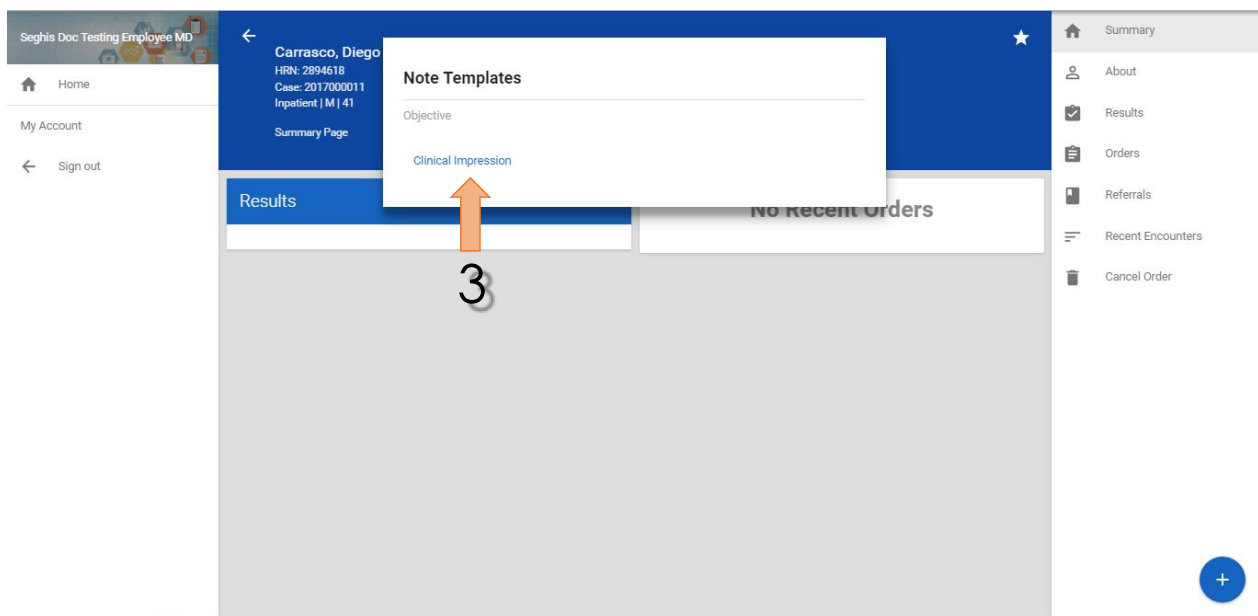 Seghis Doc Testing Employee MD
Home
My Account
Sign out
Carrasco, Diego
HRN: 2894618
Case: 2017000011
Inpatient | M | 41
Summary Page
Note Templates
Objective
Clinical Impression
Results
No Recent Orders
3
Summary
About
Results
Orders
Referrals
Recent Encounters
Cancel Order
+